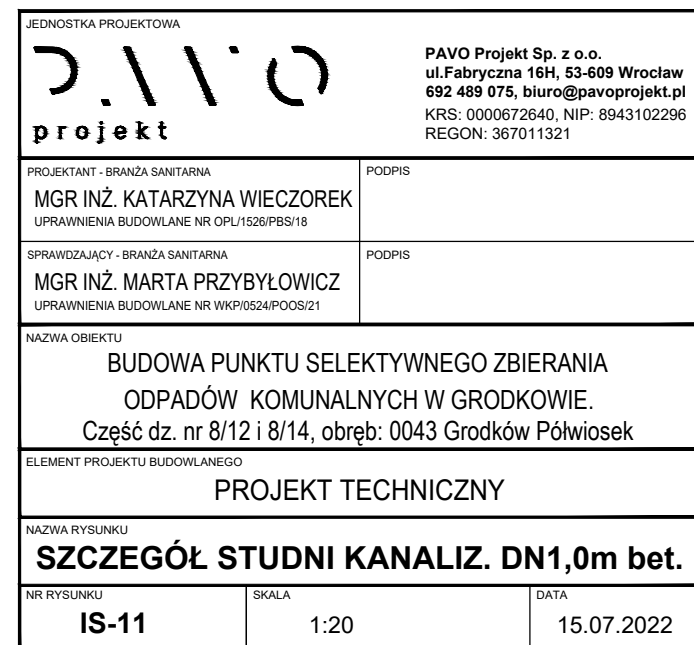 JEDNOSTKA PROJEKTOWA
PAVO
projekt
PAVO Projekt Sp. z o.o.
ul.Fabryczna 16H, 53-609 Wrocław
692 489 075, biuro@pavoprojekt.pl
KRS: 0000672640, NIP: 8943102296
REGON: 367011321
PROJEKTANT - BRANŻA SANITARNA
PODPIS
MGR INŻ. KATARZYNA WIECZOREK
UPRAWNIENIA BUDOWLANE NR OPL/1526/PBS/18
SPRAWDZAJĄCY - BRANŻA SANITARNA
PODPIS
MGR INŻ. MARTA PRZYBYŁOWICZ
UPRAWNIENIA BUDOWLANE NR WKP/0524/POOS/21
NAZWA OBIEKTU
BUDOWA PUNKTU SELEKTYWNEGO ZBIERANIA
ODPADÓW KOMUNALNYCH W GRODKOWIE.
Część dz. nr 8/12 i 8/14, obręb: 0043 Grodków Półwiosek
ELEMENT PROJEKTU BUDOWLANEGO
PROJEKT TECHNICZNY
NAZWA RYSUNKU
SZCZEGÓŁ STUDNI KANALIZ. DN1,0m bet.
NR RYSUNKU
IS-11
SKALA
1:20
DATA
15.07.2022